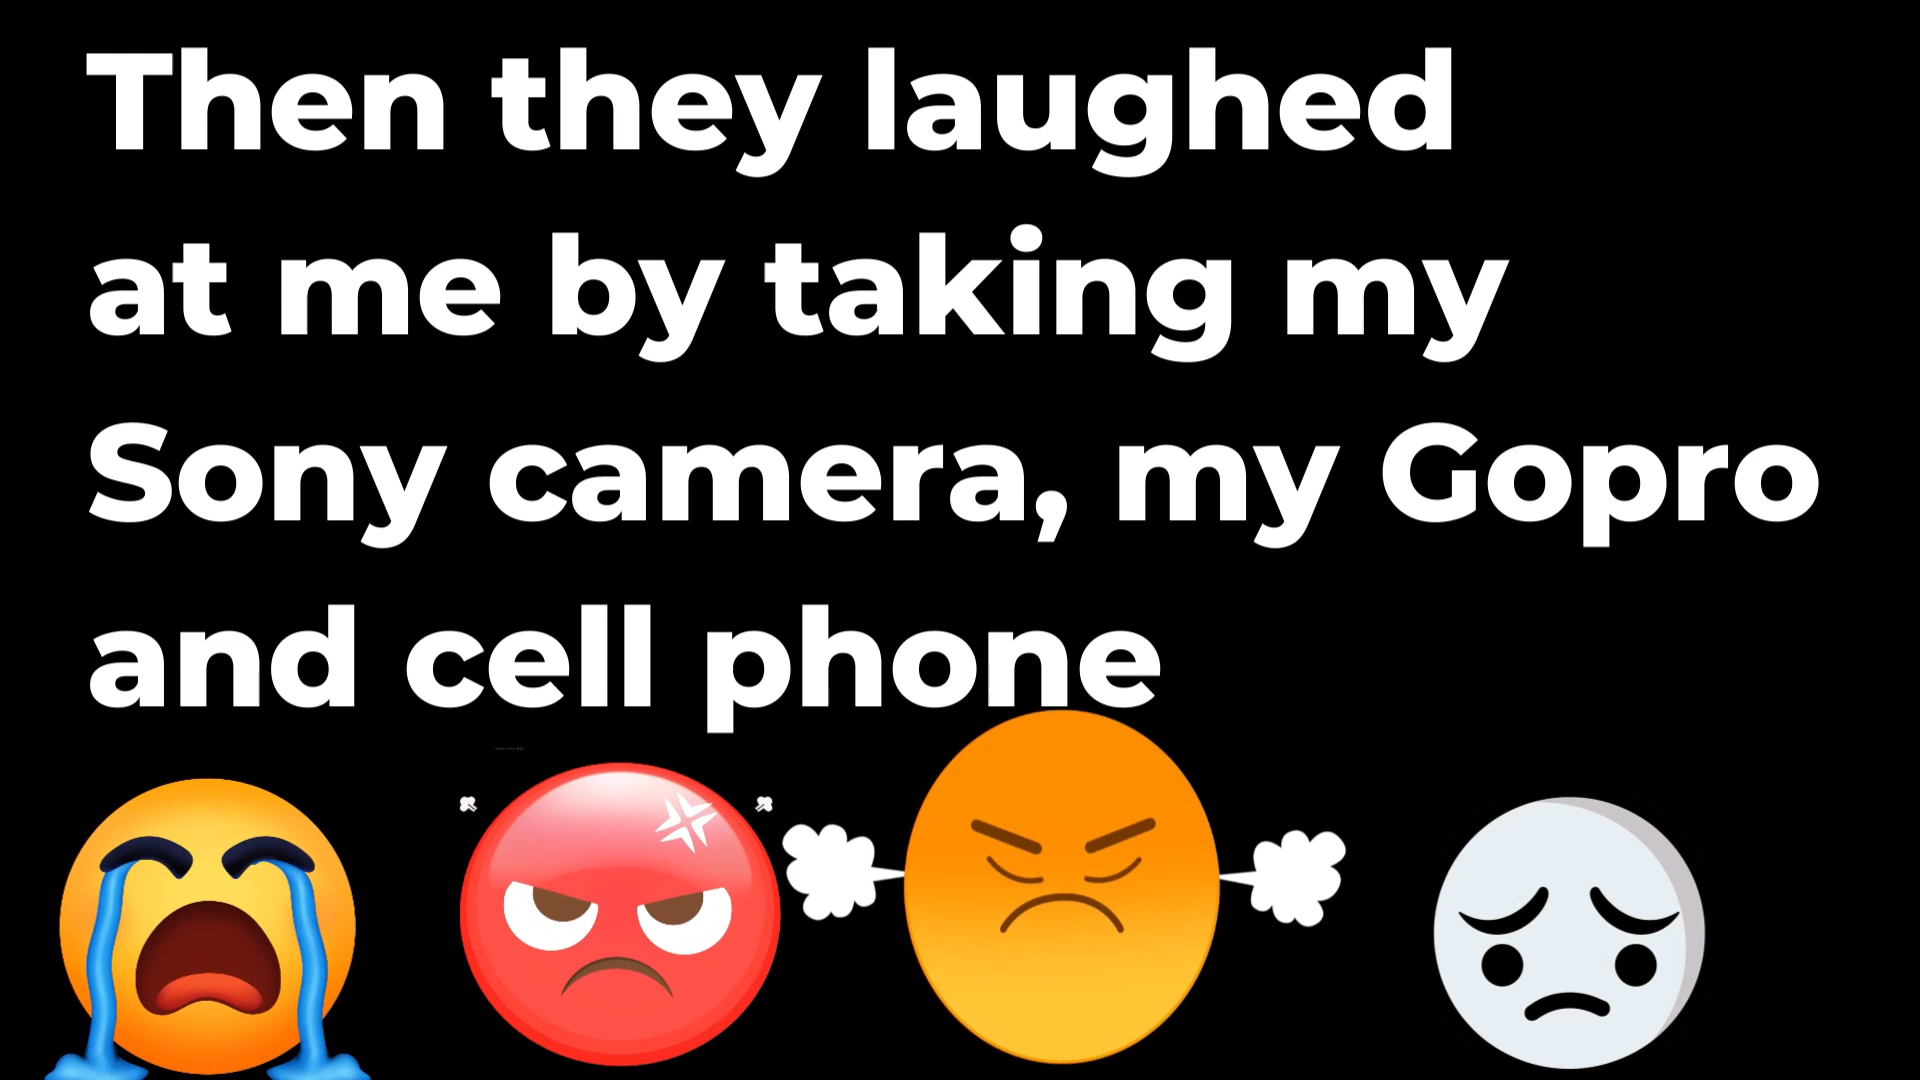 Then they laughed
at me by taking my
Sony camera, my Gopro
and cell phone